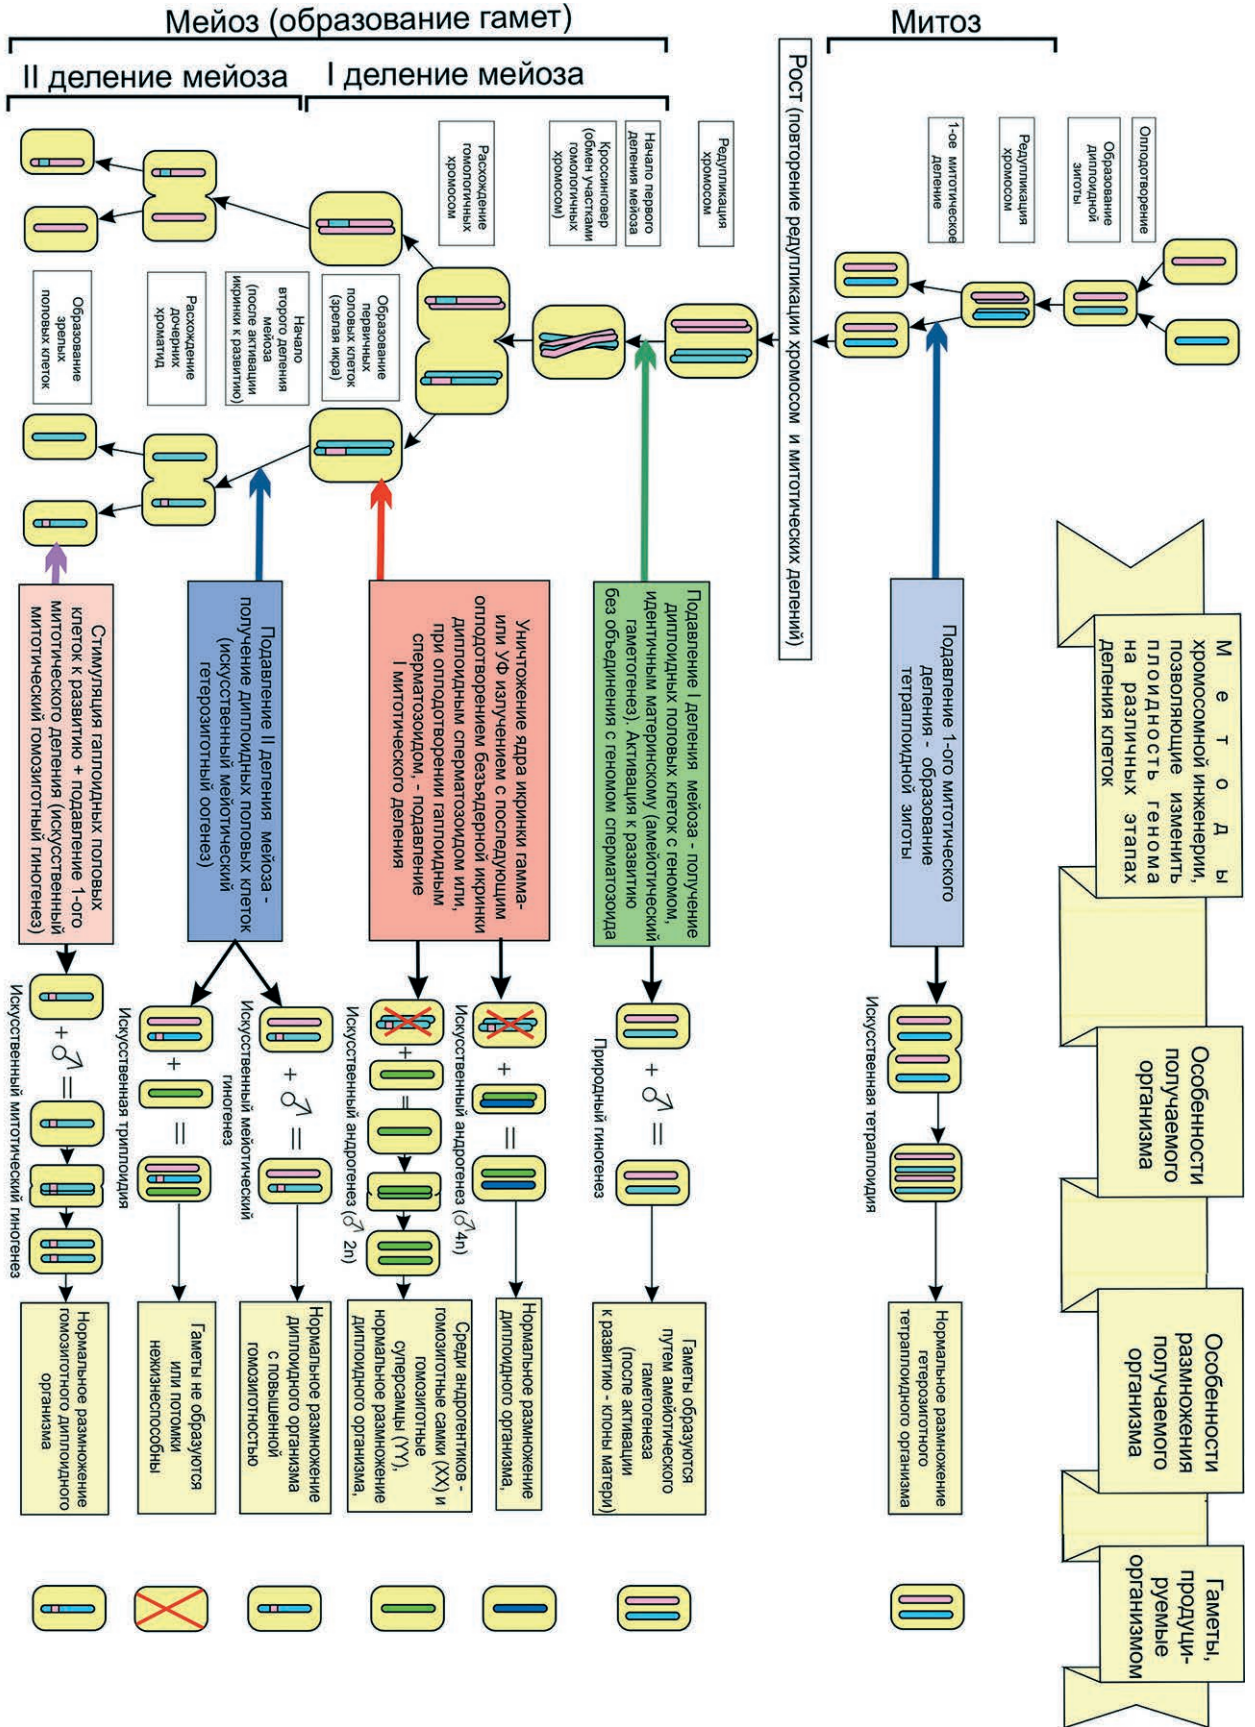 Мейоз (образование гамет)
II деление мейоза
I деление мейоза
Митоз
Методы
хромосомной инженерии,
позволяющие изменить
плоидность генома
на различных этапах
деления клеток
Особенности
получаемого
организма
Особенности
размножения
получаемого
организма
Гаметы,
продуци-
руемые
организмом
Оплодотворение
Образование
диплоидной
зиготы
Редупликация
хромосом
1-ое митотическое
деление
Подавление 1-ого митотического
деления - образование
тетраплоидной зиготы
Искусственная тетраплоидия
Нормальное размножение
гетерозиготного
тетраплоидного организма
Рост (повторение редупликации хромосом и митотических делений)
Редупликация
хромосом
Начало первого
деления мейоза
Кроссинговер
(обмен участками
гомологичных
хромосом)
Подавление I деления мейоза - получение
диплоидных половых клеток с геномом,
идентичным материнскому (амейотический
гаметогенез). Активация к развитию
без объединения с геномом сперматозоида
+ ♂ =
Природный гиногенез
Гаметы образуются
путем амейотического
гаметогенеза
(после активации
к развитию - клоны матери)
Расхождение
гомологичных
хромосом
Образование
первичных
половых клеток
(зрелая икра)
Уничтожение ядра икринки гамма-
или УФ излучением с последующим
оплодотворением безъядерной икринки
диплоидным сперматозоидом или,
при оплодотворении гаплоидным
сперматозоидом, - подавление
I митотического деления
+ =
Искусственный андрогенез (♂ 4n)
Нормальное размножение
диплоидного организма,
+ =
Искусственный андрогенез (♂ 2n)
Среди андрогентиков -
гомозиготные самки (XX) и
гомозиготные
суперсамцы (YY),
нормальное размножение
диплоидного организма,
Начало
второго деления
мейоза
(после активации
икринки к развитию)
Расхождение
дочерних
хроматид
Подавление II деления мейоза -
получение диплоидных половых клеток
(искусственный мейотический
гетерозиготный оогенез)
+ ♂ =
Искусственный мейотический
гиногенез
Нормальное размножение
диплоидного организма
с повышенной
гомозиготностью
+ =
Искусственная триплоидия
Гаметы не образуются
или потомки
нежизнеспособны
Образование
зрелых
половых клеток
Стимуляция гаплоидных половых
клеток к развитию + подавление 1-ого
митотического деления (искусственный
митотический гомозиготный гиногенез)
+ ♂ =
Искусственный митотический гиногенез
Нормальное размножение
гомозиготного диплоидного
организма